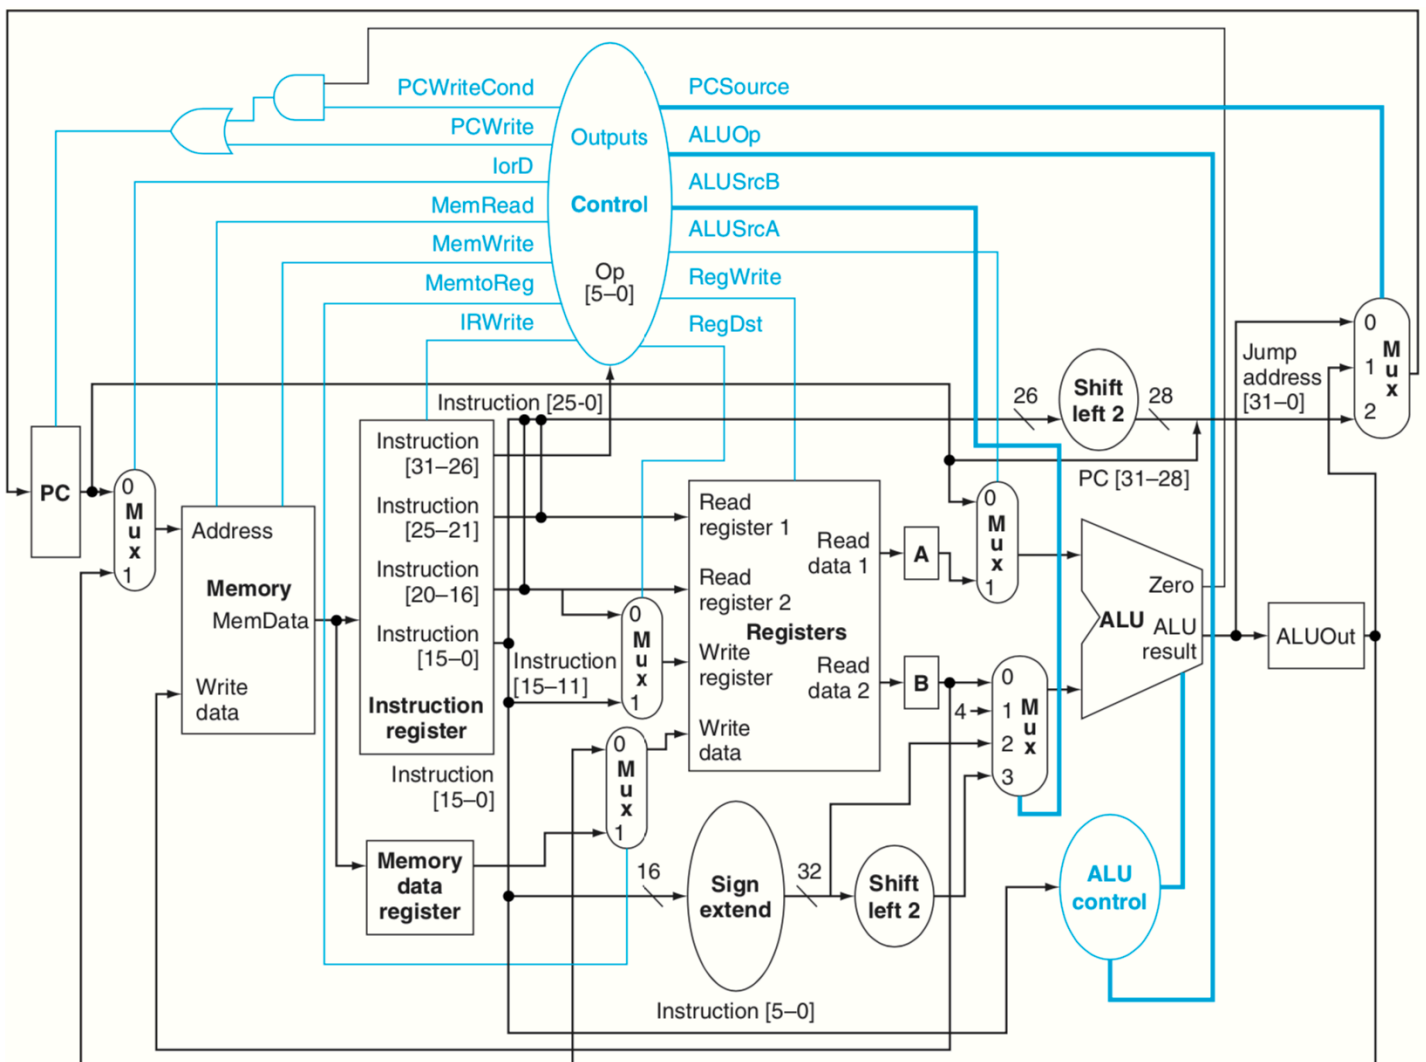 PCWriteCond
PCWrite
IorD
MemRead
MemWrite
MemtoReg
IRWrite
Outputs
Control
Op
[5–0]
PCSource
ALUOp
ALUSrcB
ALUSrcA
RegWrite
RegDst
PC
0
M
u
x
1
Address
Memory
MemData
Write
data
Instruction [25-0]
Instruction
[31–26]
Instruction
[25–21]
Instruction
[20–16]
Instruction
[15–0]
Instruction
register
Instruction
[15–0]
Memory
data
register
Instruction
[15–11]
0
M
u
x
1
0
M
u
x
1
Read
register 1
Read
register 2
Registers
Write
register
Write
data
Read
data 1
Read
data 2
A
B
4
0
M
u
x
1
0
1 M
u
2 x
3
16
Sign
extend
32
Shift
left 2
Instruction [5–0]
26
Shift
left 2
28
PC [31–28]
Jump
address
[31–0]
0
M
1 u
x
2
Zero
ALU
ALU
result
ALUOut
ALU
control